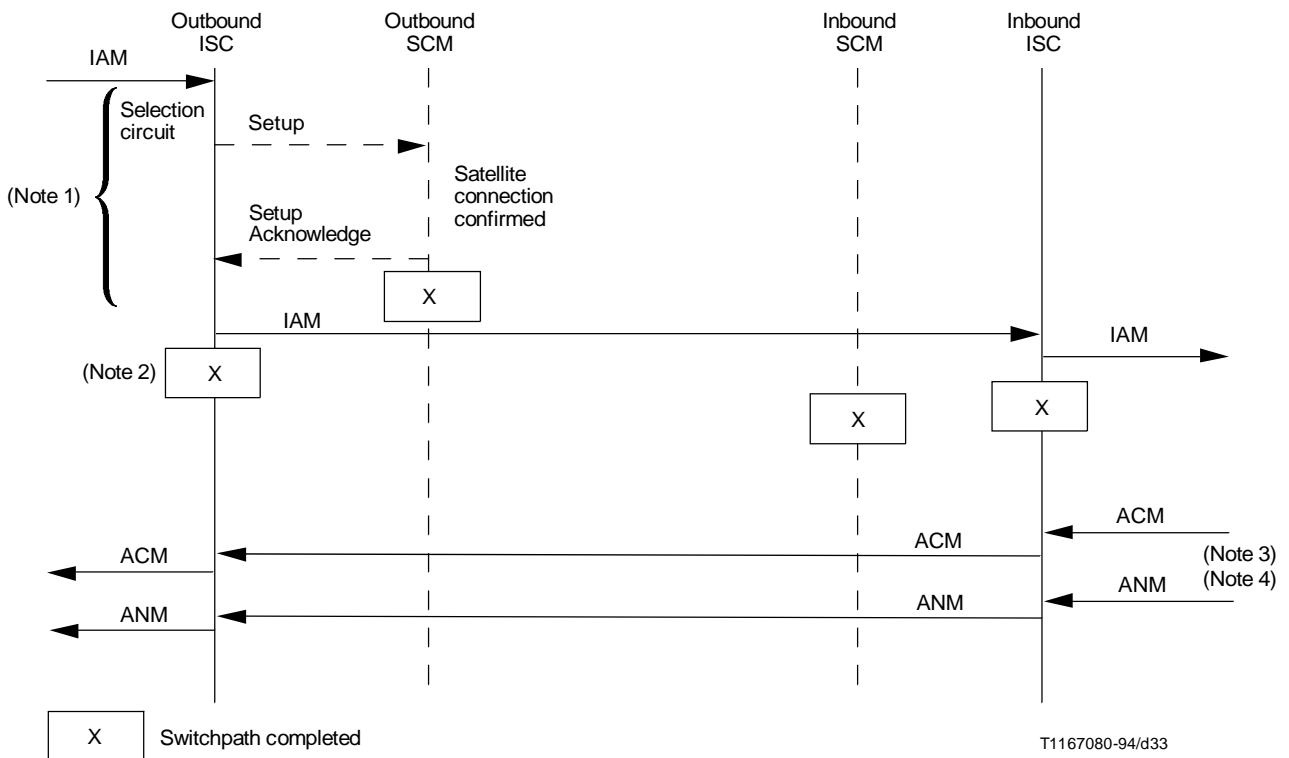 Outbound
ISC
Outbound
SCM
Inbound
SCM
Inbound
ISC
IAM
Selection
circuit
Setup
(Note 1)
Satellite
connection
confirmed
Setup
Acknowledge
X
IAM
IAM
(Note 2)
X
X
X
ACM
ACM
ACM
(Note 3)
(Note 4)
ANM
ANM
ANM
X
Switchpath completed
T1167080-94/d33